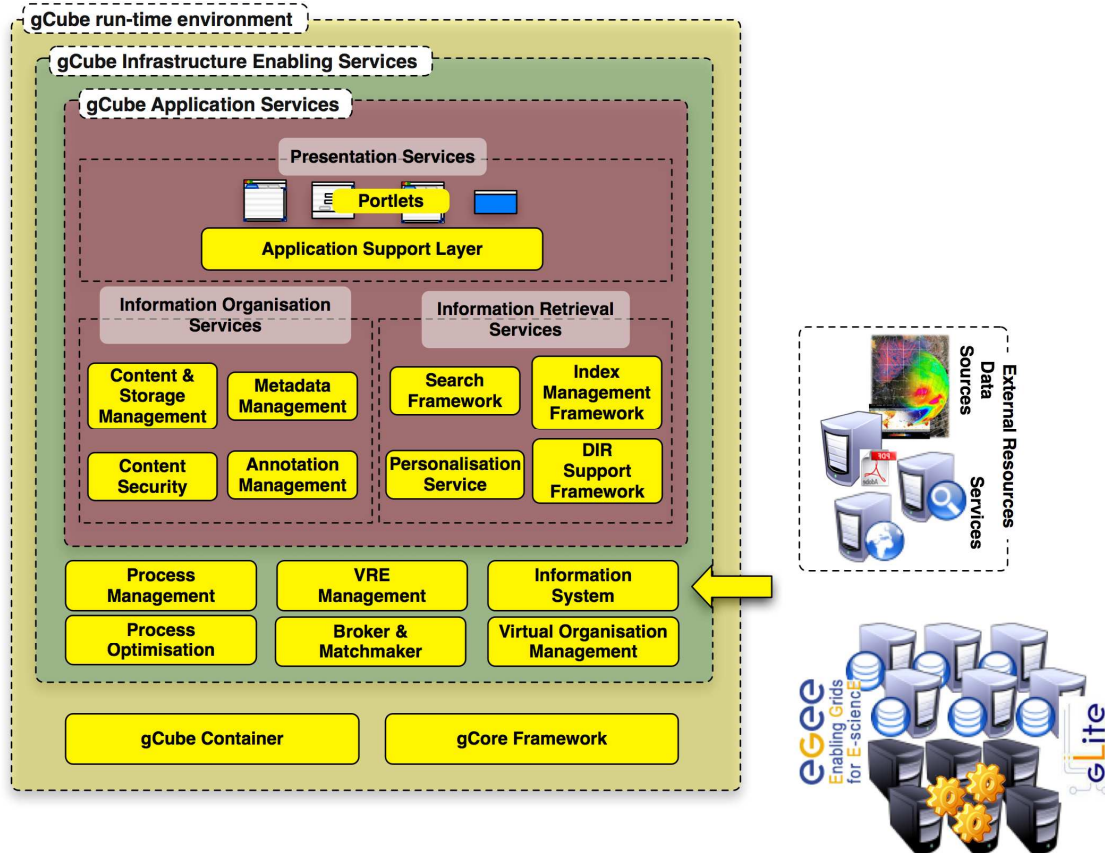 gCube run-time environment
gCube Infrastructure Enabling Services
gCube Application Services
Presentation Services
Portlets
Application Support Layer
Information Organisation
Services
Information Retrieval
Services
Content &
Storage
Management
Metadata
Management
Search
Framework
Index
Management
Framework
Content
Security
Annotation
Management
Personalisation
Service
DIR
Support
Framework
Process
Management
VRE
Management
Information
System
Process
Optimisation
Broker &
Matchmaker
Virtual Organisation
Management
gCube Container
gCore Framework
External Resources
Data
Sources
Services
PDF
Adobe
eGee
Enabling Grids
for E-sciencE
gLite